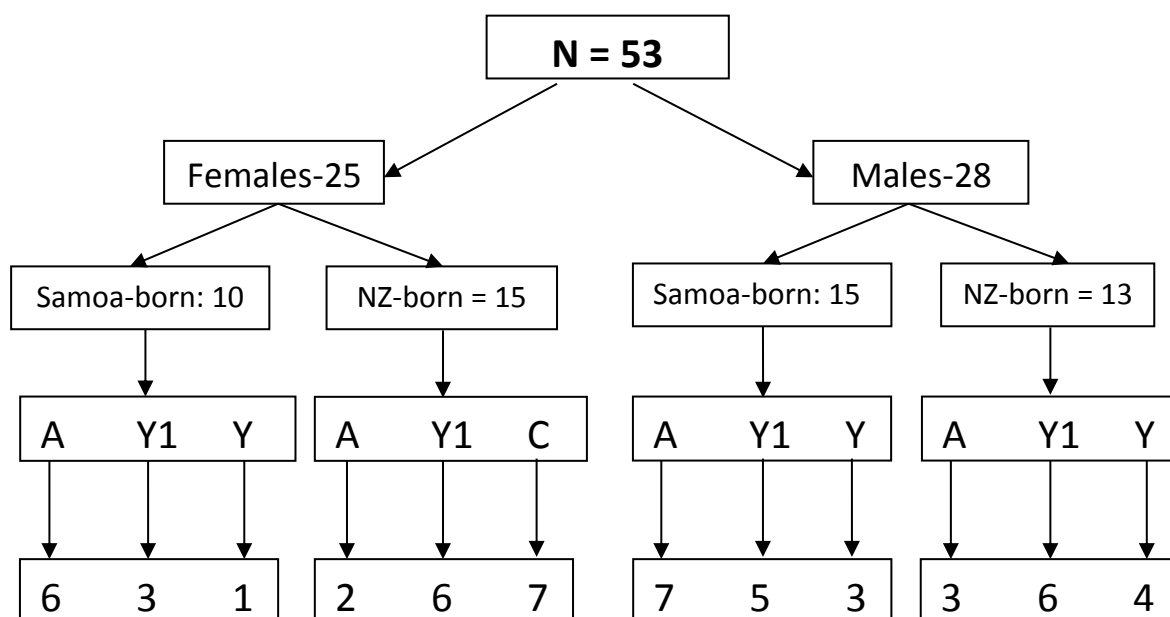 N = 53
Females-25 Males-28
Samoa-born: 10 NZ-born = 15 Samoa-born: 15 NZ-born = 13
A Y1 Y A Y1 C A Y1 Y A Y1 Y
6 3 1 2 6 7 7 5 3 3 6 4